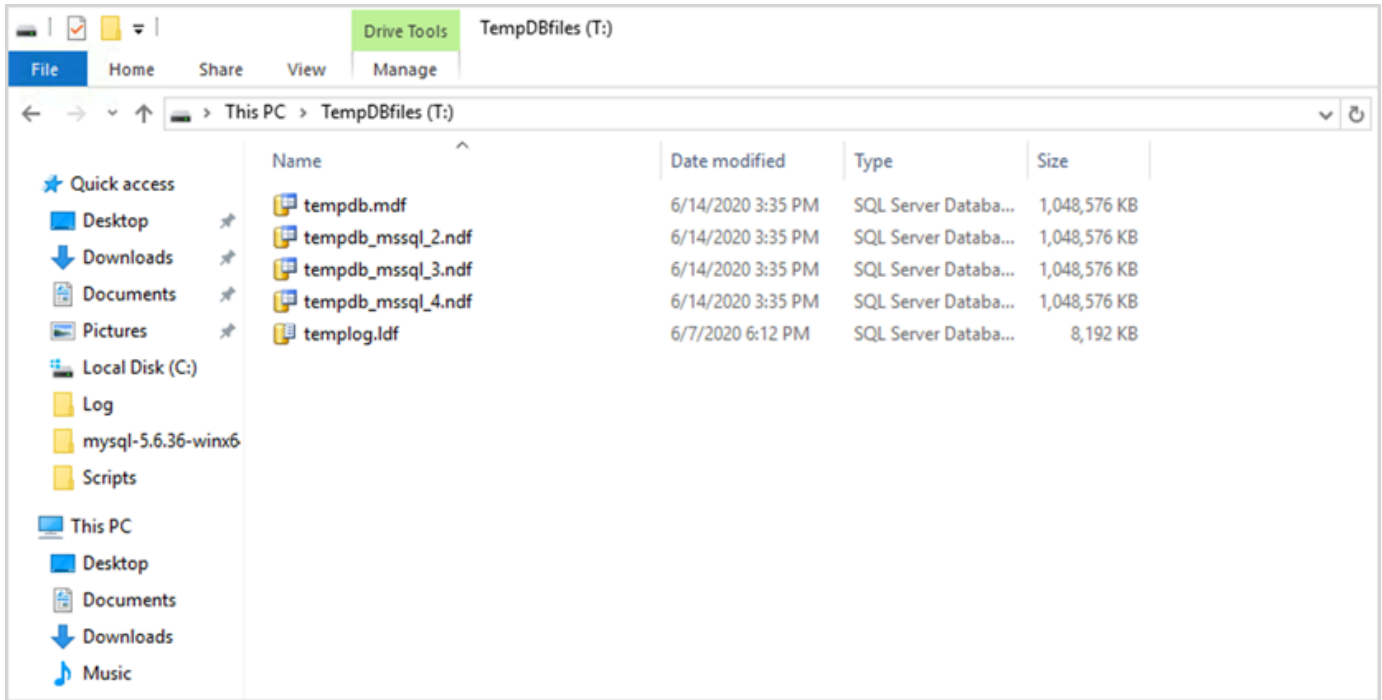 Drive Tools TempDBfiles (T:)
File Home Share View Manage
This PC > TempDBfiles (T:)
Name Date modified Type Size
Quick access
Desktop
Downloads
Documents
Pictures
Local Disk (C:)
Log
mysql-5.6.36-winx6
Scripts
This PC
Desktop
Documents
Downloads
Music
tempdb.mdf 6/14/2020 3:35 PM SQL Server Databa... 1,048,576 KB
tempdb_mssql_2.ndf 6/14/2020 3:35 PM SQL Server Databa... 1,048,576 KB
tempdb_mssql_3.ndf 6/14/2020 3:35 PM SQL Server Databa... 1,048,576 KB
tempdb_mssql_4.ndf 6/14/2020 3:35 PM SQL Server Databa... 1,048,576 KB
templog.ldf 6/7/2020 6:12 PM SQL Server Databa... 8,192 KB